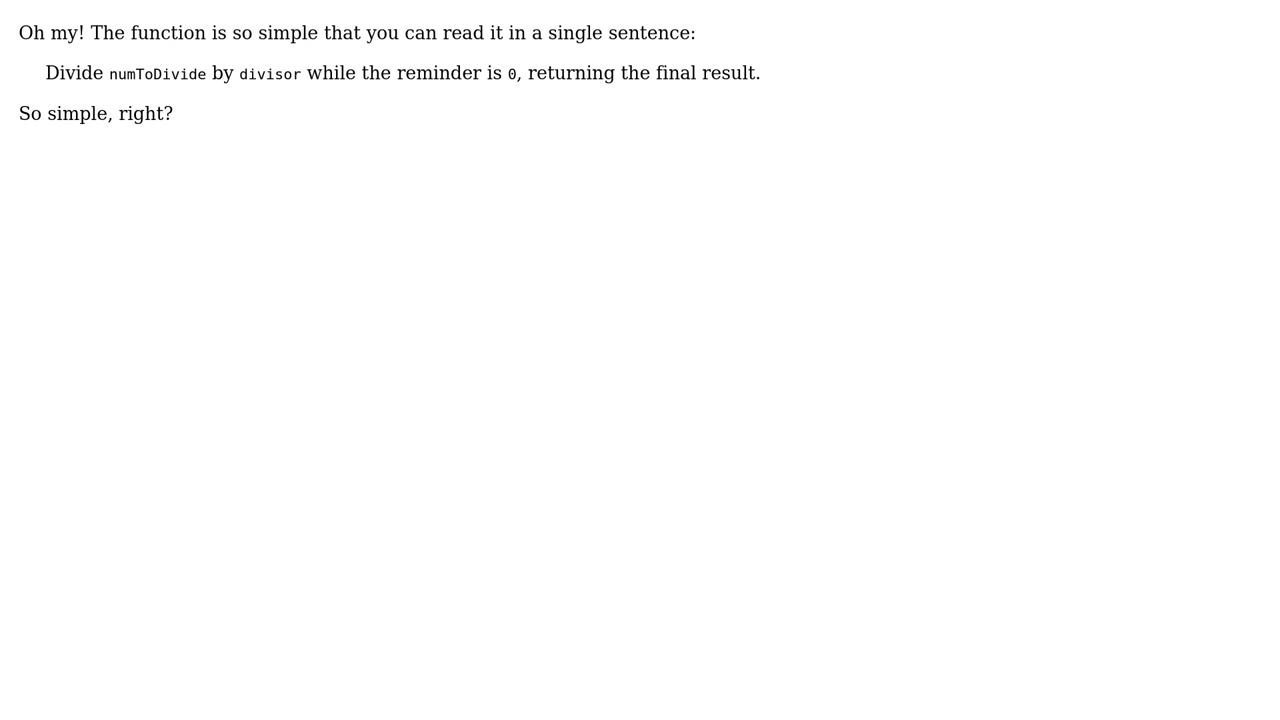 Oh my! The function is so simple that you can read it in a single sentence:
Divide numToDivide by divisor while the reminder is 0, returning the final result.
So simple, right?